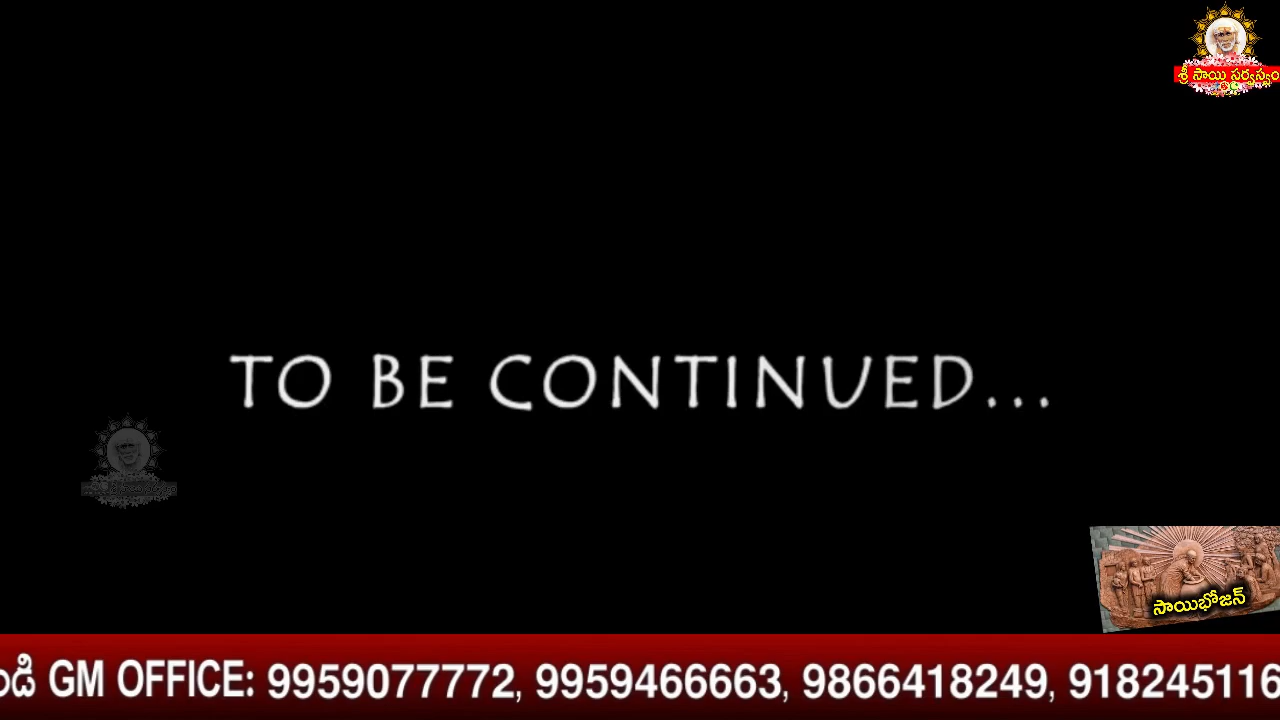 శ్రీ సాయి సర్వస్వం
TO BE CONTINUED...
సాయిభోజన్
ండి GM OFFICE: 9959077772, 9959466663, 9866418249, 918245116